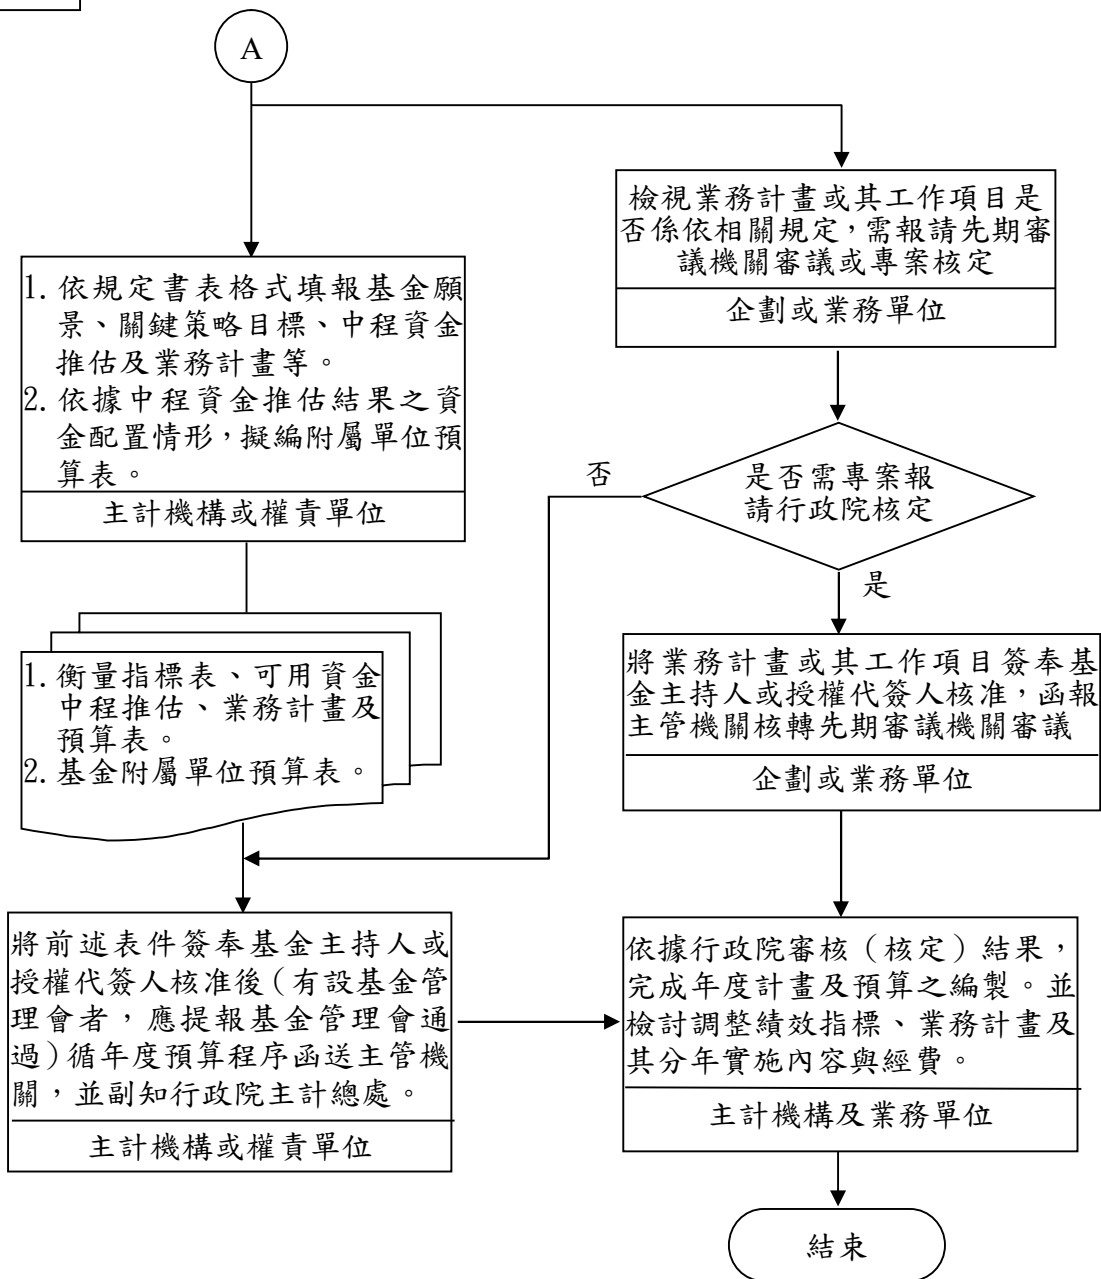 A
檢視業務計畫或其工作項目是
否係依相關規定，需報請先期審
議機關審議或專案核定
企劃或業務單位
1. 依規定書表格式填報基金願
景、關鍵策略目標、中程資金
推估及業務計畫等。
2. 依據中程資金推估結果之資
金配置情形，擬編附屬單位預
算表。
主計機構或權責單位
否
是否需專案報
請行政院核定
是
1. 衡量指標表、可用資金
中程推估、業務計畫及
預算表。
2. 基金附屬單位預算表。
將業務計畫或其工作項目簽奉基
金主持人或授權代簽人核准，函報
主管機關核轉先期審議機關審議
企劃或業務單位
將前述表件簽奉基金主持人或
授權代簽人核准後（有設基金管
理會者，應提報基金管理會通
過）循年度預算程序函送主管機
關，並副知行政院主計總處。
主計機構或權責單位
依據行政院審核（核定）結果，
完成年度計畫及預算之編製。並
檢討調整績效指標、業務計畫及
其分年實施內容與經費。
主計機構及業務單位
結束